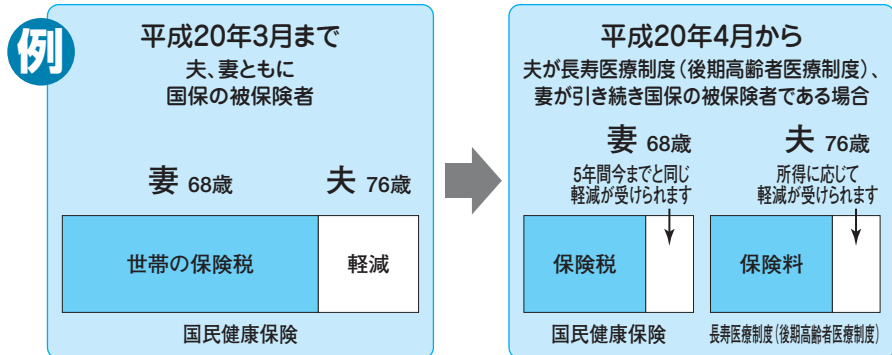 例
平成20年3月まで
夫、妻ともに
国保の被保険者
妻 68歳
夫 76歳
世帯の保険税
軽減
国民健康保険
平成20年4月から
夫が長寿医療制度(後期高齢者医療制度)、
妻が引き続き国保の被保険者である場合
妻 68歳
5年間今までと同じ
軽減が受けられます
保険税
国民健康保険
夫 76歳
所得に応じて
軽減が受けられます
保険料
長寿医療制度(後期高齢者医療制度)